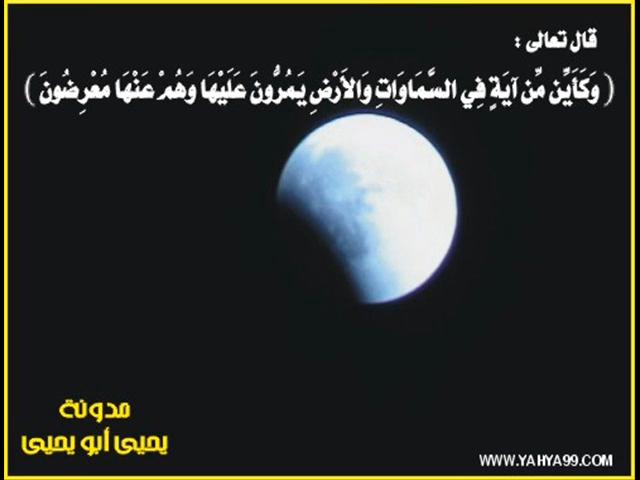 قال تعالى :
( وَكَأَيِّن مِّن آيَةٍ فِي السَّمَاوَاتِ وَالأَرْضِ يَمُرُّونَ عَلَيْهَا وَهُمْ عَنْهَا مُعْرِضُونَ )
مدونة
يحيى أبو يحيى
WWW.YAHYA99.COM